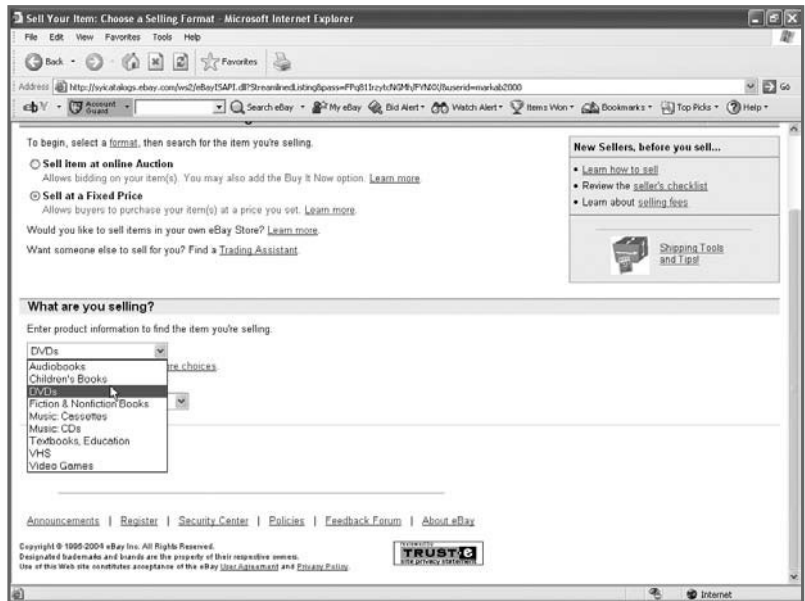 Sell Your Item: Choose a Selling Format - Microsoft Internet Explorer
File Edit View Favorites Tools Help
Back Favorites
Address Go
ebY Account Guard Search eBay My eBay Bid Alert Watch Alert Items Won Bookmarks Top Picks Help
To begin, select a format, then search for the item you're selling.
Sell item at online Auction
Allows bidding on your item(s). You may also add the Buy It Now option. Learn more.
Sell at a Fixed Price
Allows buyers to purchase your item(s) at a price you set. Learn more.
Would you like to sell items in your own eBay Store? Learn more.
Want someone else to sell for you? Find a Trading Assistant.
New Sellers, before you sell...
• Learn how to sell
• Review the seller's checklist
• Learn about selling fees
Shipping Tools
and Tips!
What are you selling?
Enter product information to find the item you're selling.
DVDs
Audiobooks
Children's Books
DVDs
Fiction & Nonfiction Books
Music: Cassettes
Music: CDs
Textbooks, Education
VHS
Video Games
re choices.
Announcements | Register | Security Center | Policies | Feedback Forum | About eBay
Copyright © 1995-2004 eBay Inc. All Rights Reserved.
Designated trademarks and brands are the property of their respective owners.
Use of this Web site constitutes acceptance of the eBay User Agreement and Privacy Policy.
TRUSTe
site privacy statement
Internet